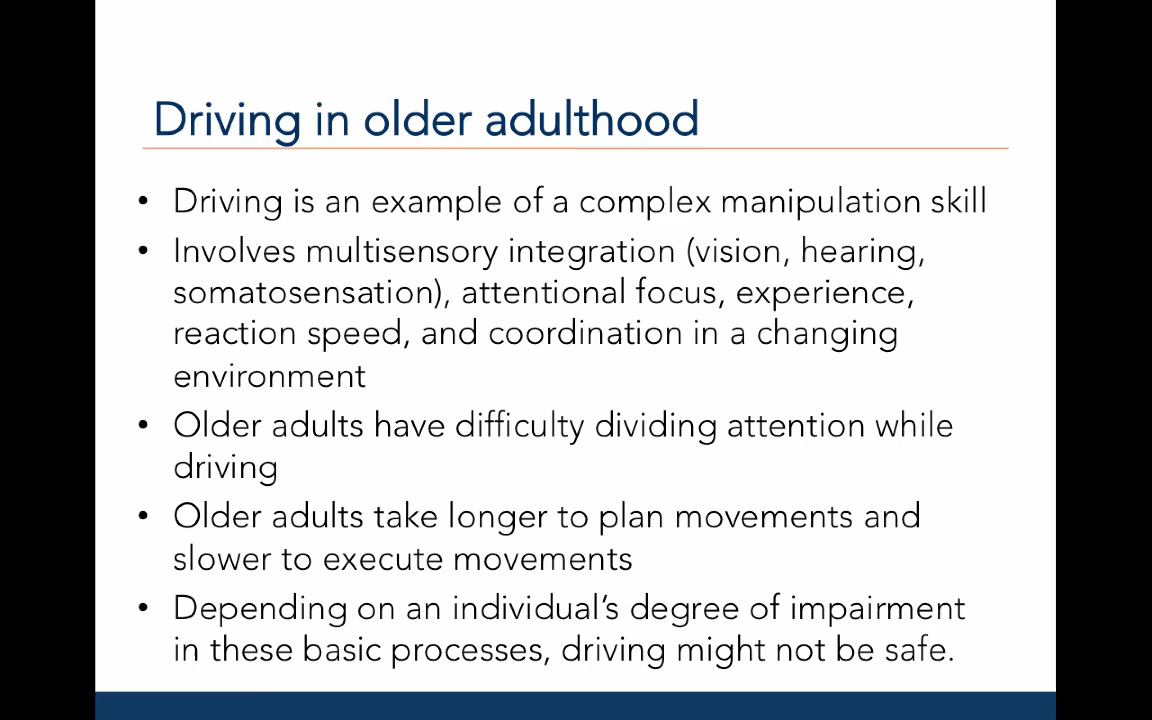 Driving in older adulthood
• Driving is an example of a complex manipulation skill
• Involves multisensory integration (vision, hearing,
somatosensation), attentional focus, experience,
reaction speed, and coordination in a changing
environment
• Older adults have difficulty dividing attention while
driving
• Older adults take longer to plan movements and
slower to execute movements
• Depending on an individual’s degree of impairment
in these basic processes, driving might not be safe.